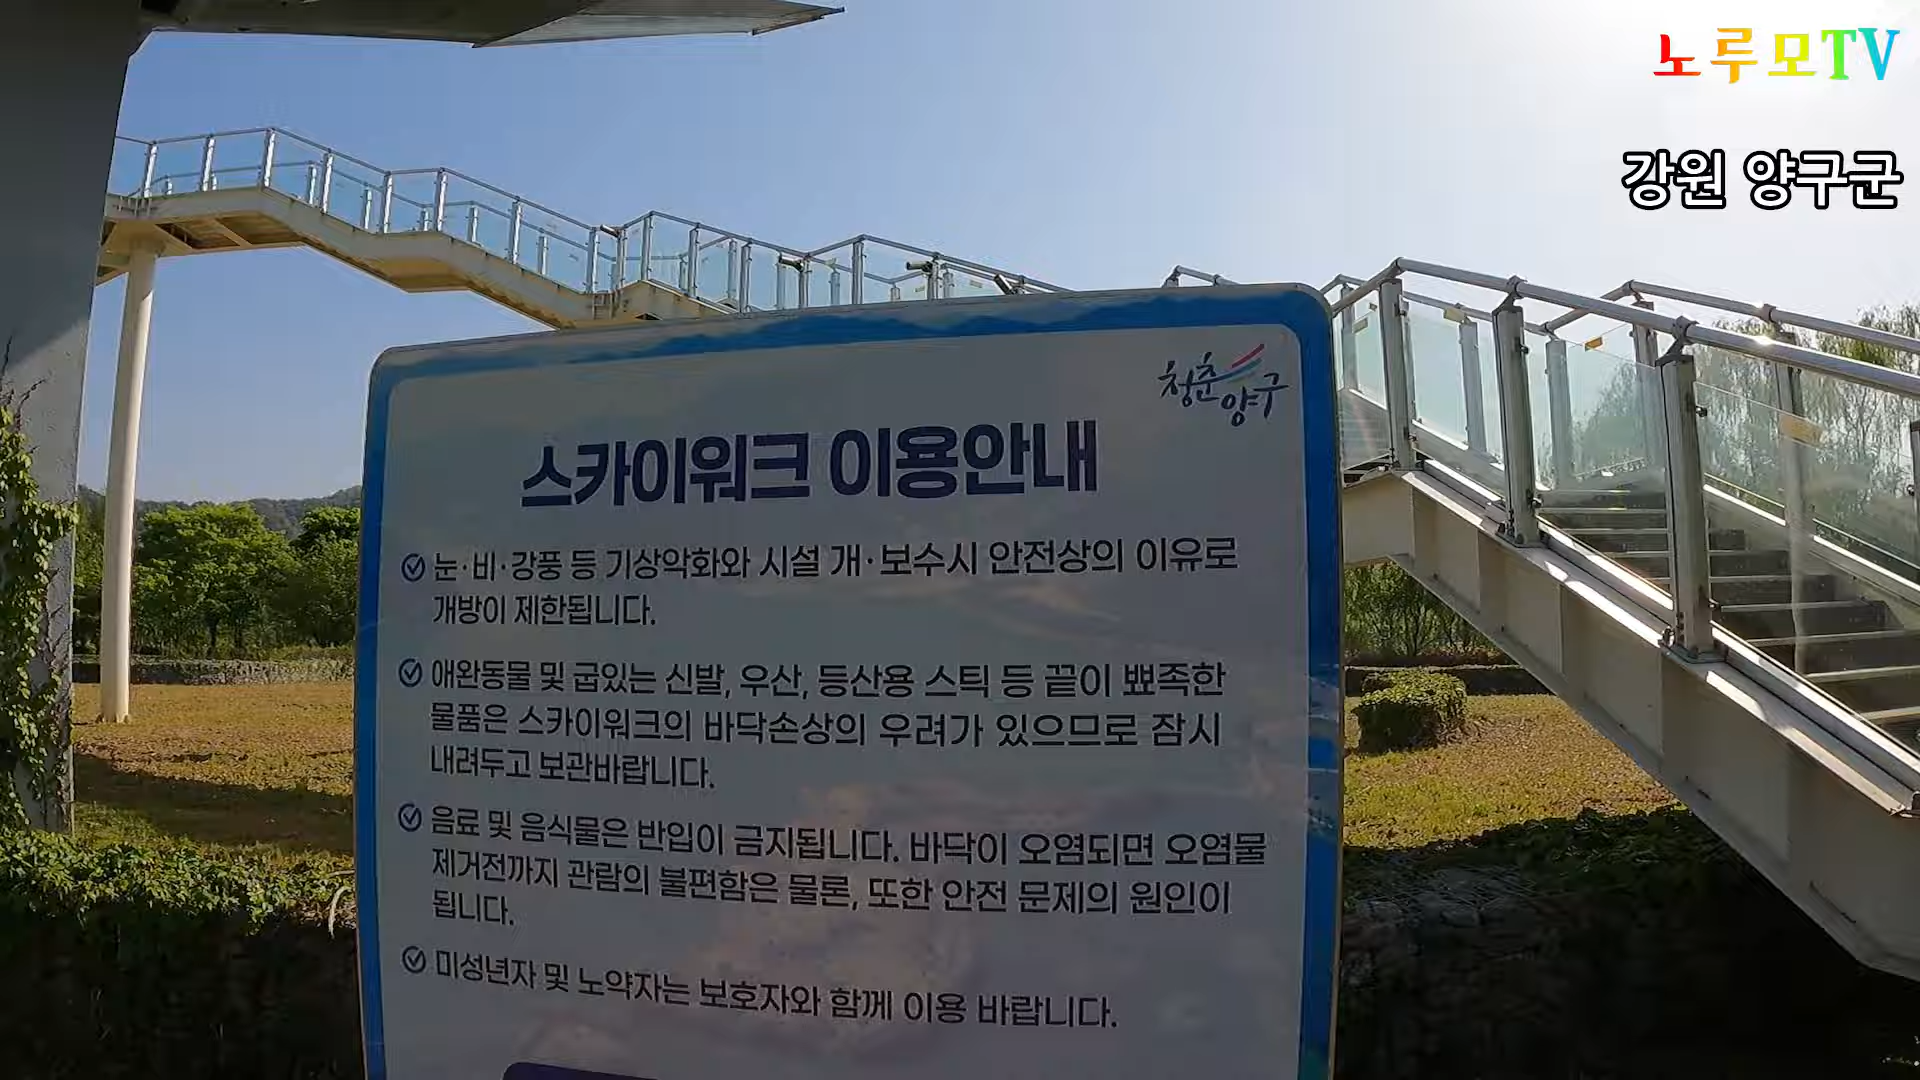 노루모TV
강원 양구군
청춘
양구
스카이워크 이용안내
눈·비·강풍 등 기상악화와 시설 개·보수시 안전상의 이유로
개방이 제한됩니다.
애완동물 및 굽있는 신발, 우산, 등산용 스틱 등 끝이 뾰족한
물품은 스카이워크의 바닥손상의 우려가 있으므로 잠시
내려두고 보관바랍니다.
음료 및 음식물은 반입이 금지됩니다. 바닥이 오염되면 오염물
제거전까지 관람의 불편함은 물론, 또한 안전 문제의 원인이
됩니다.
미성년자 및 노약자는 보호자와 함께 이용 바랍니다.